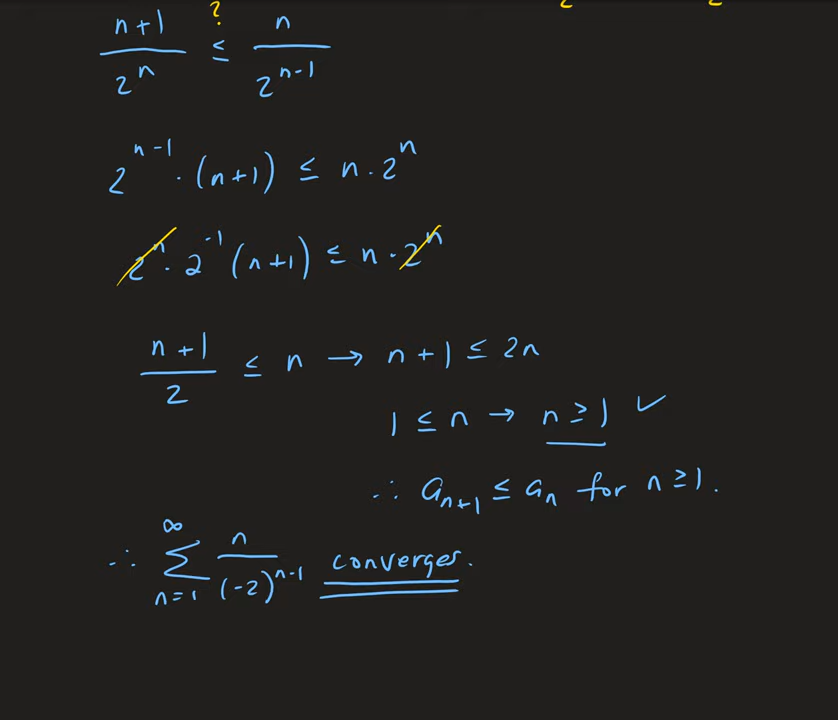 ?
(n+1)/2^n ≤ n/2^(n-1)
2^(n-1) · (n+1) ≤ n · 2^n
2^n · 2^(-1) (n+1) ≤ n · 2^n
(n+1)/2 ≤ n → n+1 ≤ 2n
1 ≤ n → n ≥ 1 ✓
∴ a_(n+1) ≤ a_n for n ≥ 1.
∴ ∑_(n=1)^∞ n/(-2)^(n-1) converges.